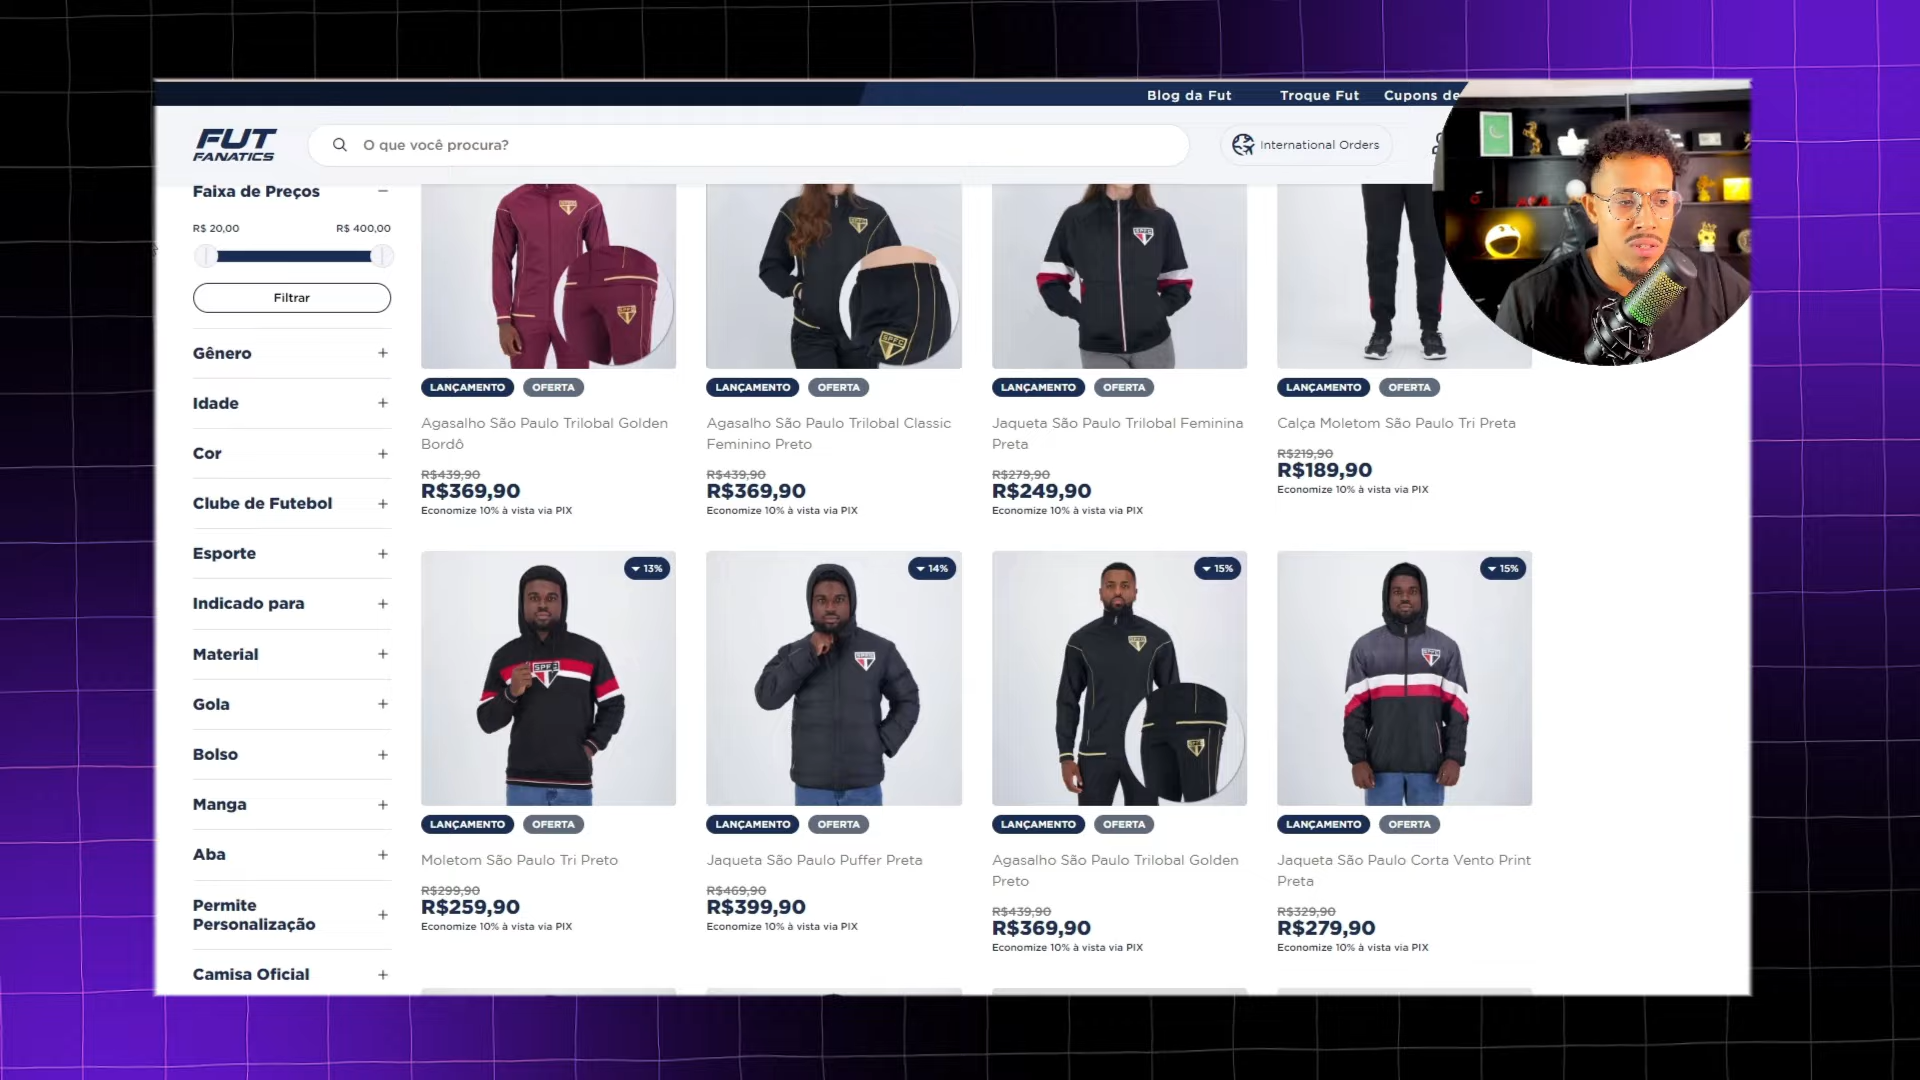 Blog da Fut
Troque Fut
Cupons de
FUT
FANATICS
O que você procura?
International Orders
Faixa de Preços
R$ 20,00
R$ 400,00
Filtrar
Gênero
Idade
Cor
Clube de Futebol
Esporte
Indicado para
Material
Gola
Bolso
Manga
Aba
Permite
Personalização
Camisa Oficial
LANÇAMENTO
OFERTA
Agasalho São Paulo Trilobal Golden
Bordô
R$439,90
R$369,90
Economize 10% à vista via PIX
SPFC
LANÇAMENTO
OFERTA
Agasalho São Paulo Trilobal Classic
Feminino Preto
R$439,90
R$369,90
Economize 10% à vista via PIX
LANÇAMENTO
OFERTA
Jaqueta São Paulo Trilobal Feminina
Preta
R$279,90
R$249,90
Economize 10% à vista via PIX
LANÇAMENTO
OFERTA
Calça Moletom São Paulo Tri Preta
R$219,90
R$189,90
Economize 10% à vista via PIX
13%
SPFC
LANÇAMENTO
OFERTA
Moletom São Paulo Tri Preto
R$299,90
R$259,90
Economize 10% à vista via PIX
14%
LANÇAMENTO
OFERTA
Jaqueta São Paulo Puffer Preta
R$469,90
R$399,90
Economize 10% à vista via PIX
15%
LANÇAMENTO
OFERTA
Agasalho São Paulo Trilobal Golden
Preto
R$439,90
R$369,90
Economize 10% à vista via PIX
15%
LANÇAMENTO
OFERTA
Jaqueta São Paulo Corta Vento Print
Preta
R$329,90
R$279,90
Economize 10% à vista via PIX